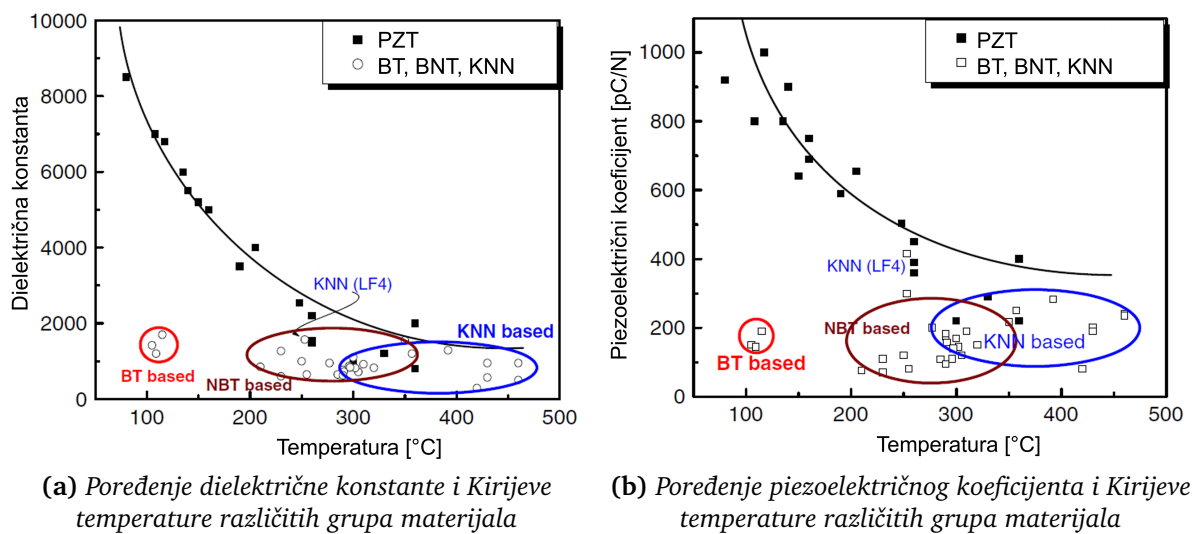 10000
8000
6000
4000
2000
0
Dielektrična konstanta
PZT
BT, BNT, KNN
KNN (LF4)
KNN based
BT based
NBT based
100
200
300
400
500
Temperatura [°C]
(a) Poređenje dielektrične konstante i Kirijeve
temperature različitih grupa materijala
1000
800
600
400
200
0
Piezoelektrični koeficijent [pC/N]
PZT
BT, BNT, KNN
KNN (LF4)
NBT based
KNN based
BT based
100
200
300
400
500
Temperatura [°C]
(b) Poređenje piezoelektričnog koeficijenta i Kirijeve
temperature različitih grupa materijala